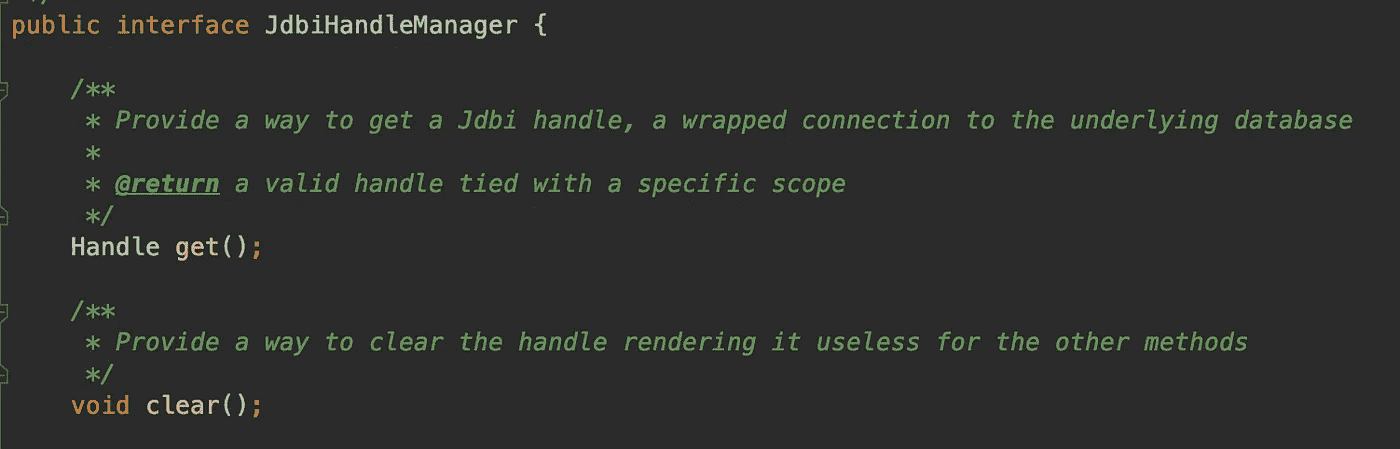 */
public interface JdbiHandleManager {
/**
* Provide a way to get a Jdbi handle, a wrapped connection to the underlying database
*
* @return a valid handle tied with a specific scope
*/
Handle get();
/**
* Provide a way to clear the handle rendering it useless for the other methods
*/
void clear();